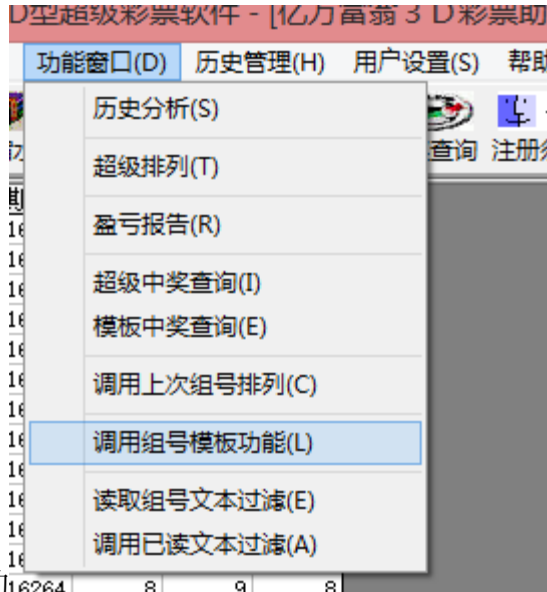 D型超级彩票软件 - [亿万富翁３Ｄ彩票助
功能窗口(D) 历史管理(H) 用户设置(S) 帮助
历史分析(S)
查询 注册
超级排列(T)
期
盈亏报告(R)
超级中奖查询(I)
模板中奖查询(E)
调用上次组号排列(C)
调用组号模板功能(L)
读取组号文本过滤(E)
调用已读文本过滤(A)
16264 8 9 8